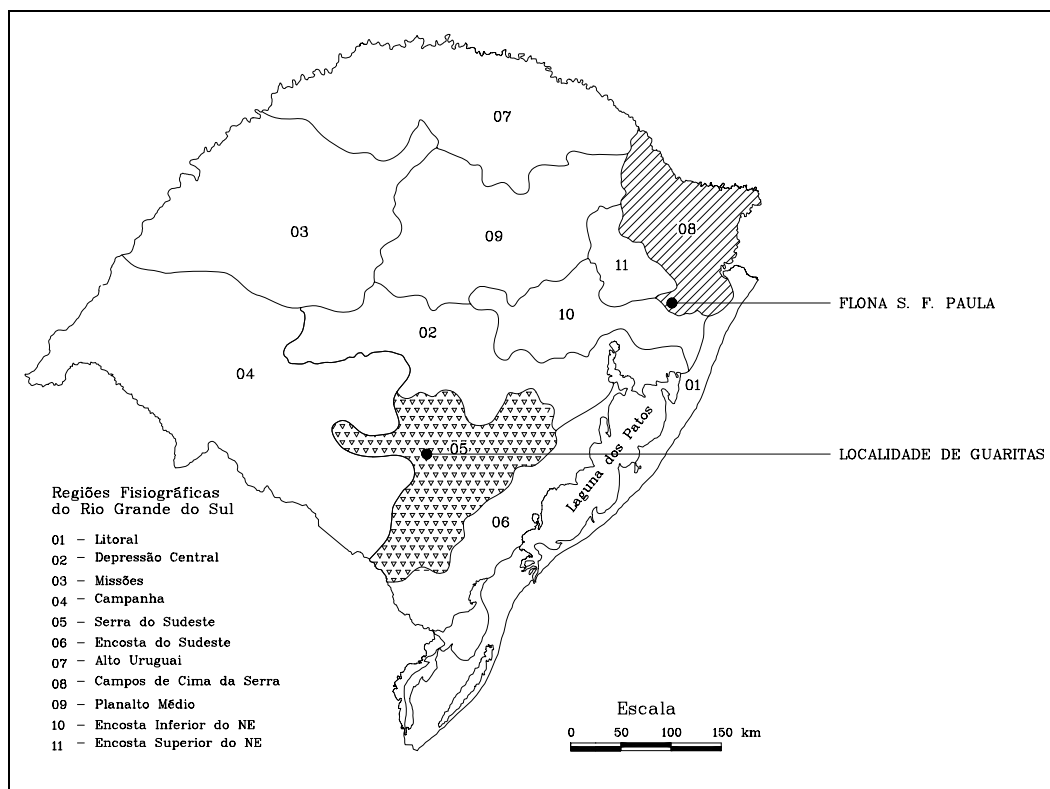 07
03
09
08
11
FLONA S. F. PAULA
10
02
04
01
Laguna dos Patos
05
LOCALIDADE DE GUARITAS
06
Regiões Fisiográficas
do Rio Grande do Sul
01 – Litoral
02 – Depressão Central
03 – Missões
04 – Campanha
05 – Serra do Sudeste
06 – Encosta do Sudeste
07 – Alto Uruguai
08 – Campos de Cima da Serra
09 – Planalto Médio
10 – Encosta Inferior do NE
11 – Encosta Superior do NE
Escala
0 50 100 150 km